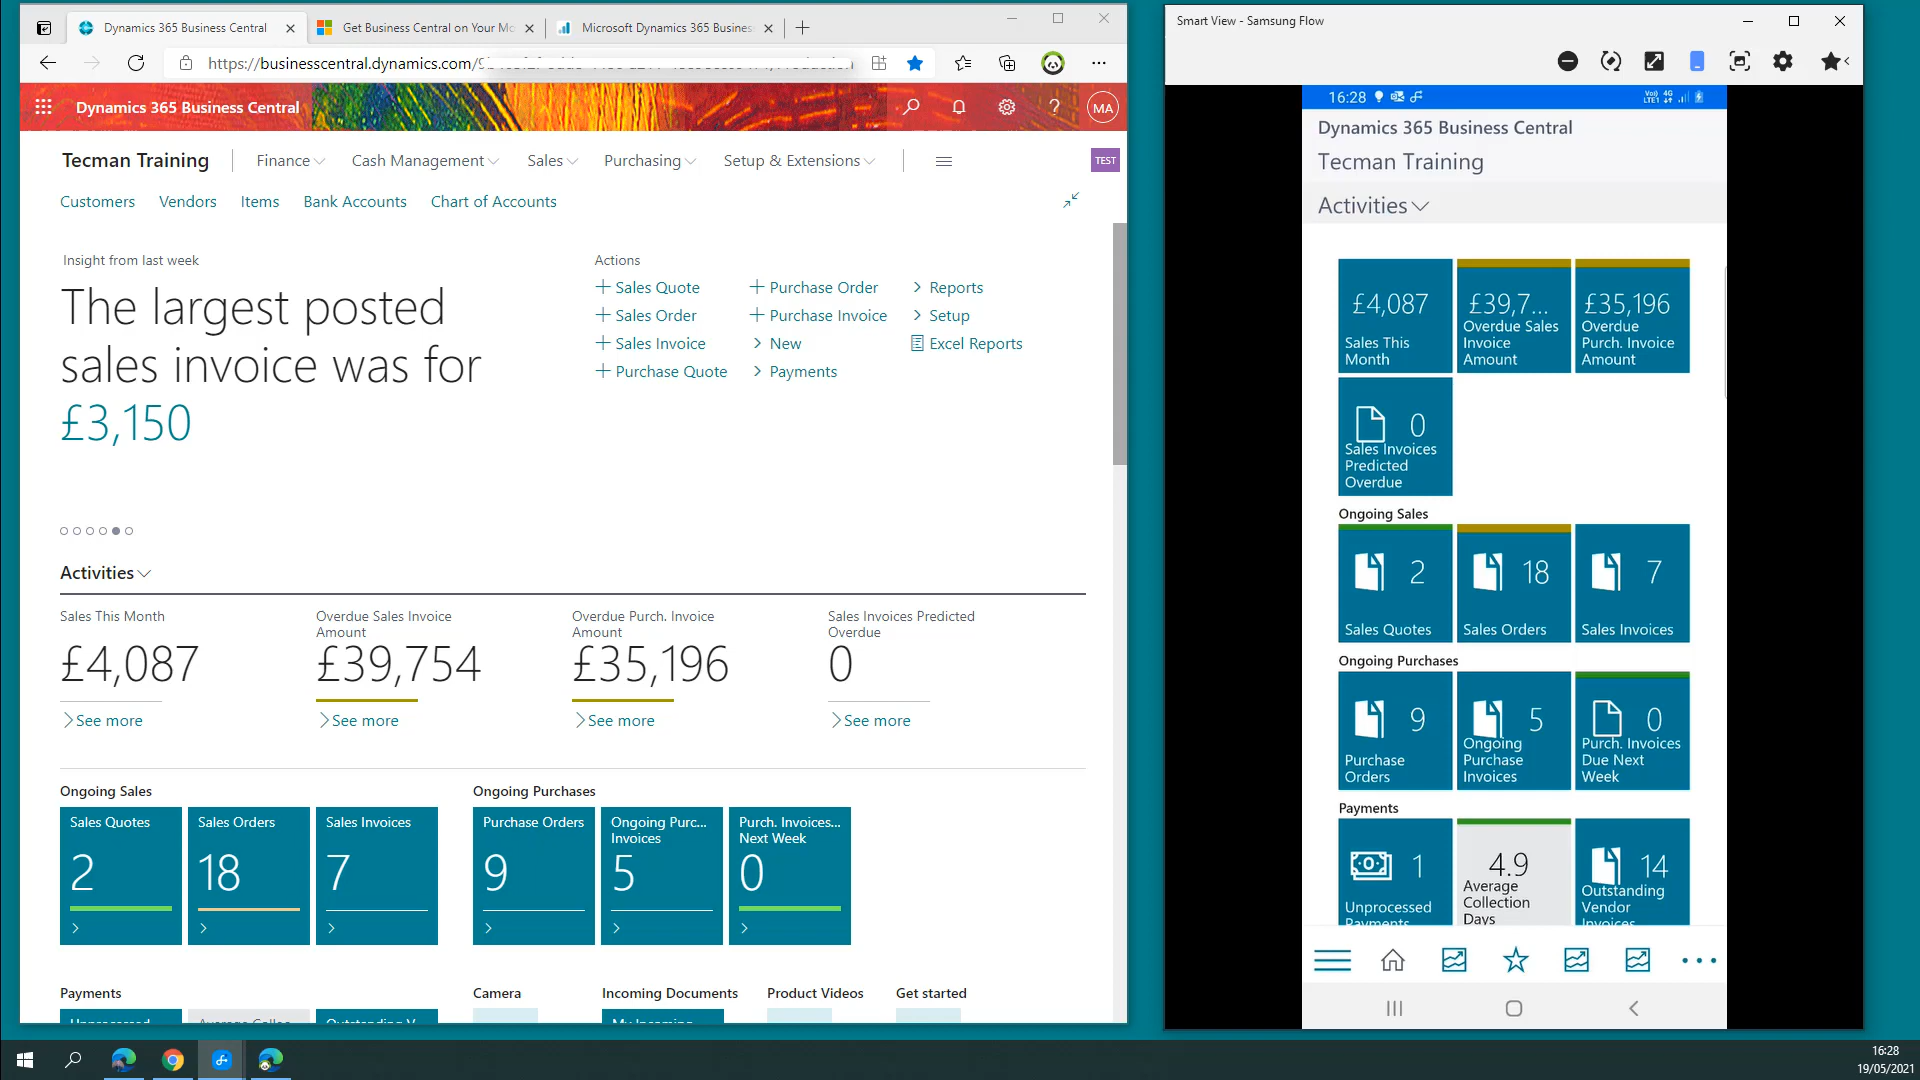 Dynamics 365 Business Central
Get Business Central on Your Mo
Microsoft Dynamics 365 Busines
https://businesscentral.dynamics.com/
Dynamics 365 Business Central
MA
Tecman Training
Finance
Cash Management
Sales
Purchasing
Setup & Extensions
TEST
Customers
Vendors
Items
Bank Accounts
Chart of Accounts
Insight from last week
The largest posted
sales invoice was for
£3,150
Actions
Sales Quote
Sales Order
Sales Invoice
Purchase Quote
Purchase Order
Purchase Invoice
New
Payments
Reports
Setup
Excel Reports
Activities
Sales This Month
£4,087
See more
Overdue Sales Invoice
Amount
£39,754
See more
Overdue Purch. Invoice
Amount
£35,196
See more
Sales Invoices Predicted
Overdue
0
See more
Ongoing Sales
Sales Quotes
2
Sales Orders
18
Sales Invoices
7
Ongoing Purchases
Purchase Orders
9
Ongoing Purc...
Invoices
5
Purch. Invoices...
Next Week
0
Payments
Camera
Incoming Documents
Product Videos
Get started
Unprocessed
Average Collec
Outstanding V
My Incoming
Smart View - Samsung Flow
16:28
LTE1 4G
Dynamics 365 Business Central
Tecman Training
Activities
£4,087
Sales This
Month
£39,7...
Overdue Sales
Invoice
Amount
£35,196
Overdue
Purch. Invoice
Amount
0
Sales Invoices
Predicted
Overdue
Ongoing Sales
2
Sales Quotes
18
Sales Orders
7
Sales Invoices
Ongoing Purchases
9
Purchase
Orders
5
Ongoing
Purchase
Invoices
0
Purch. Invoices
Due Next
Week
Payments
1
Unprocessed
Payments
4.9
Average
Collection
Days
14
Outstanding
Vendor
Invoices
16:28
19/05/2021